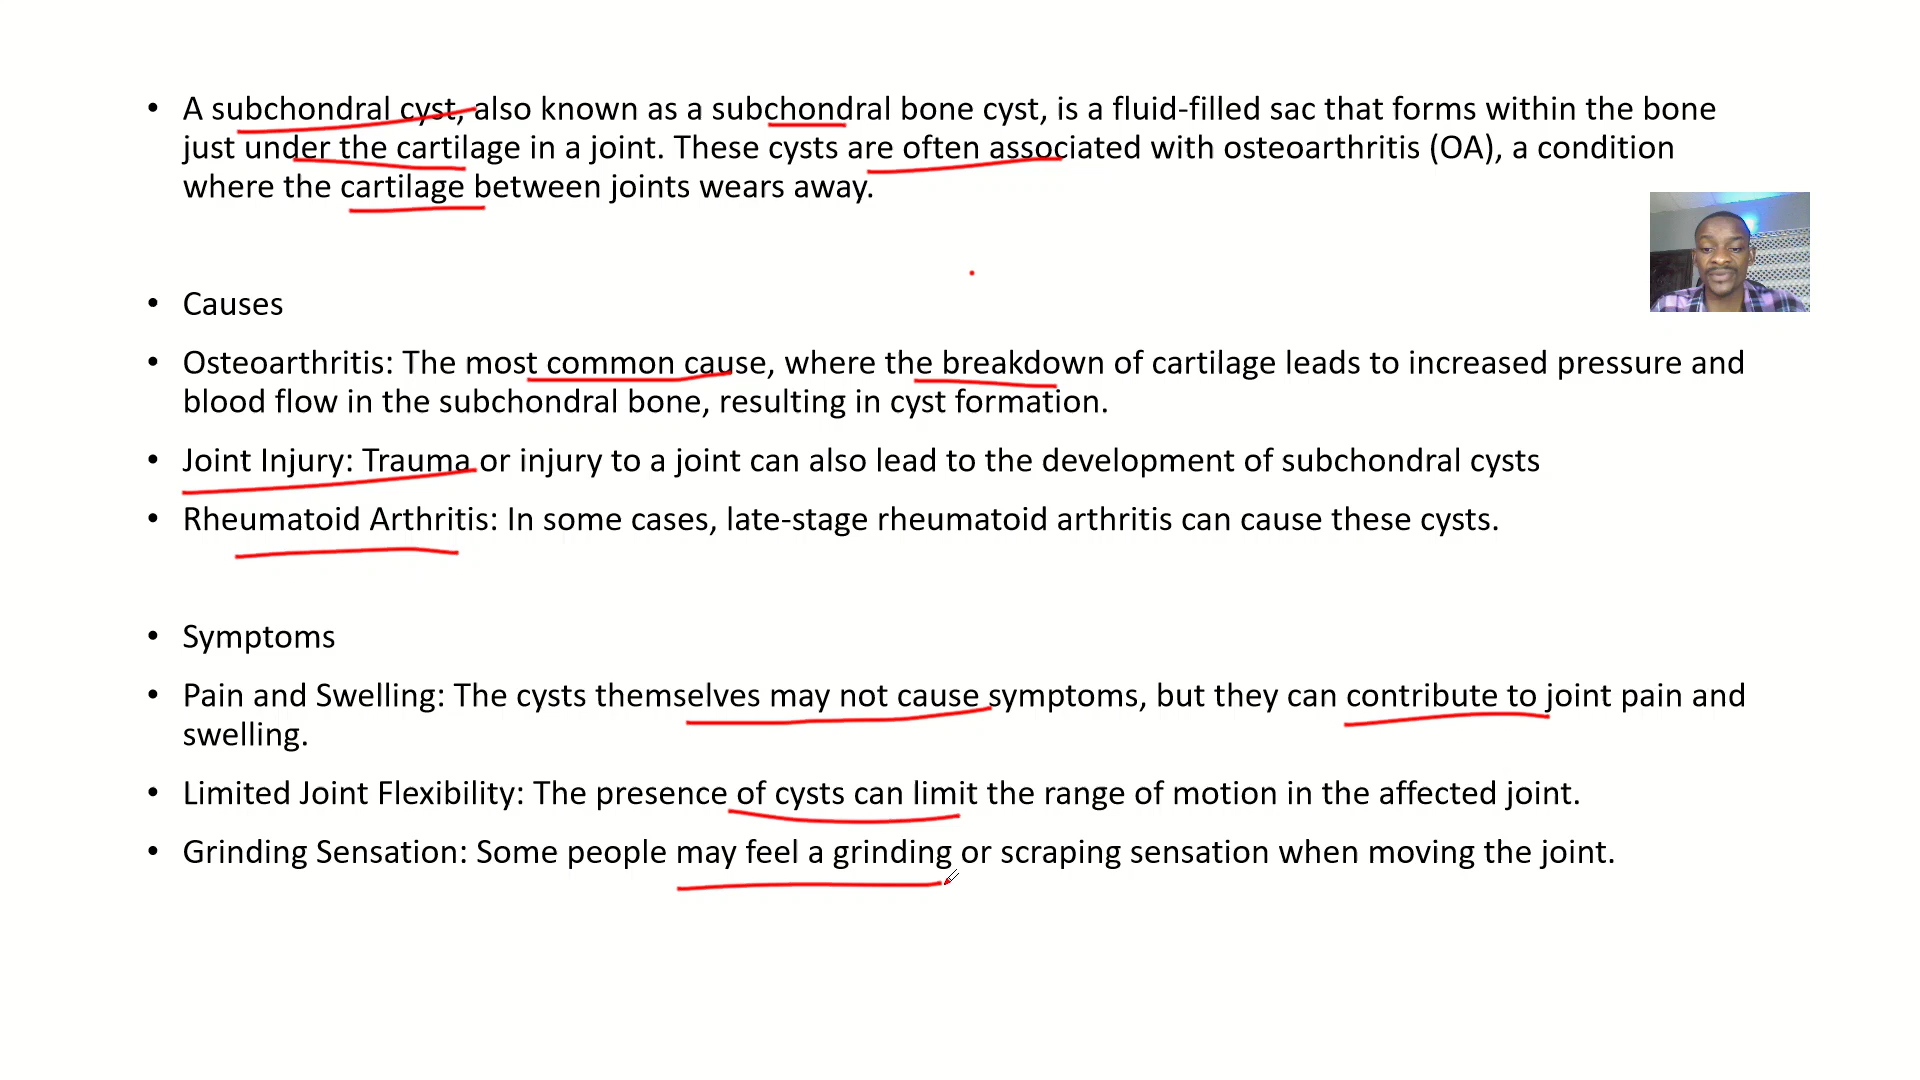 • A subchondral cyst, also known as a subchondral bone cyst, is a fluid-filled sac that forms within the bone
just under the cartilage in a joint. These cysts are often associated with osteoarthritis (OA), a condition
where the cartilage between joints wears away.
• Causes
• Osteoarthritis: The most common cause, where the breakdown of cartilage leads to increased pressure and
blood flow in the subchondral bone, resulting in cyst formation.
• Joint Injury: Trauma or injury to a joint can also lead to the development of subchondral cysts
• Rheumatoid Arthritis: In some cases, late-stage rheumatoid arthritis can cause these cysts.
• Symptoms
• Pain and Swelling: The cysts themselves may not cause symptoms, but they can contribute to joint pain and
swelling.
• Limited Joint Flexibility: The presence of cysts can limit the range of motion in the affected joint.
• Grinding Sensation: Some people may feel a grinding or scraping sensation when moving the joint.